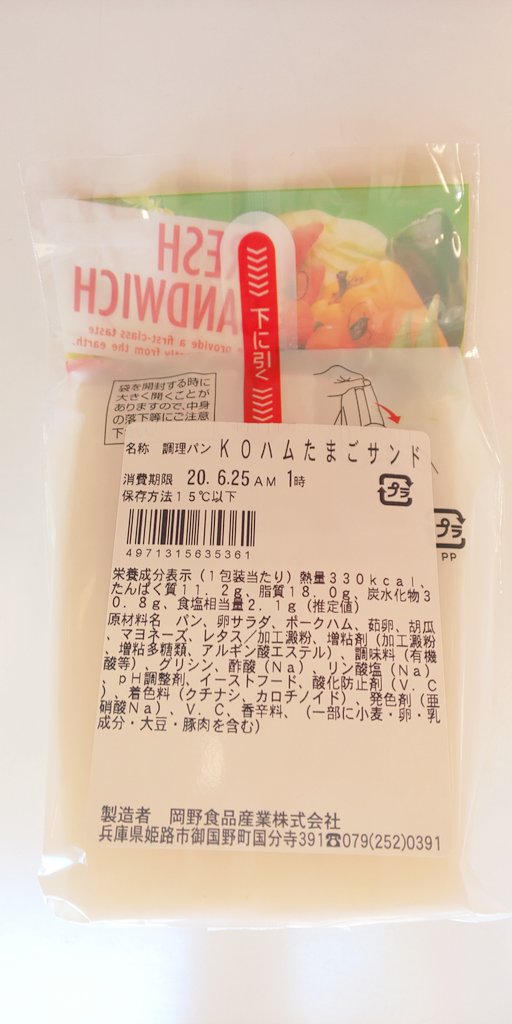 FRESH
SANDWICH
provide a first-class taste
directly from the earth.
下に引く
袋を開封する時に
大きく開くことが
ありますので、中身
の落下等にご注意
下
名称 調理パン KOハムたまごサンド
消費期限 20. 6.25 AM 1時
保存方法15℃以下
プラ
プラ
PP
4971315635361
栄養成分表示(1包装当たり)熱量330kcal、
たんぱく質11.2g、脂質18.0g、炭水化物3
0.8g、食塩相当量2.1g(推定値)
原材料名 パン、卵サラダ、ポークハム、茹卵、胡瓜
、マヨネーズ、レタス/加工澱粉、増粘剤(加工澱粉
、増粘多糖類、アルギン酸エステル)、調味料(有機
酸等)、グリシン、酢酸(Na)、リン酸塩(Na)
、pH調整剤、イーストフード、酸化防止剤(V.C
)、着色料(クチナシ、カロチノイド)、発色剤(亜
硝酸Na)、V.C、香辛料、(一部に小麦・卵・乳
成分・大豆・豚肉を含む)
製造者 岡野食品産業株式会社
兵庫県姫路市御国野町国分寺391☎079(252)0391